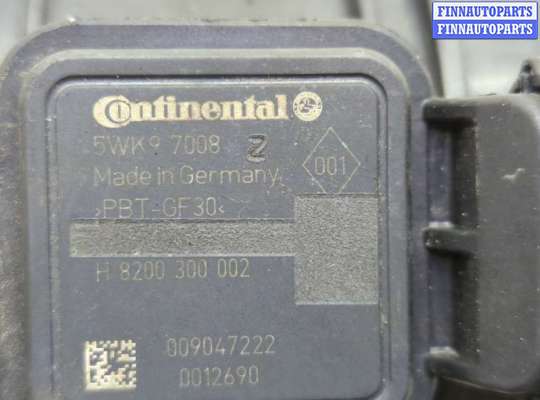 FINNAUTOPARTS
FINNAUTOPARTS
Continental
5WK9 7008 Z
Made in Germany
001
>PBT-GF30<
H 8200 300 002
009047222
0012690